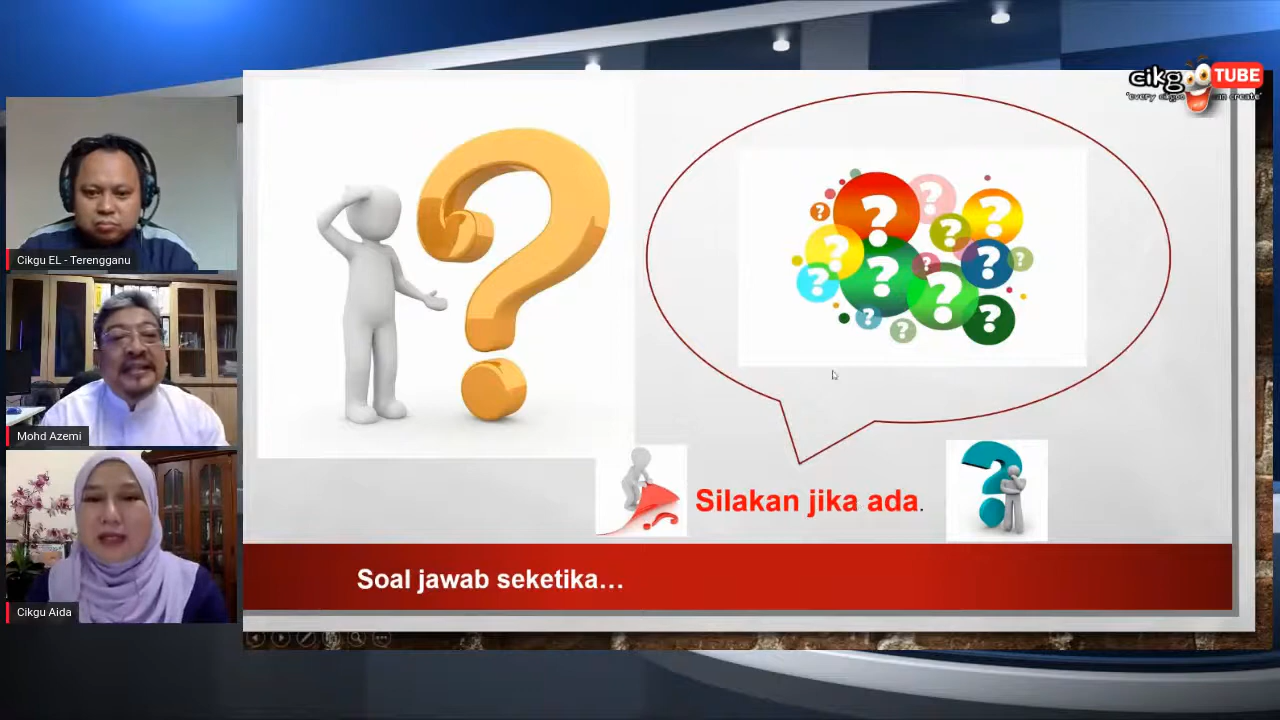 cikgooTUBE
Cikgu EL - Terengganu
Mohd Azemi
Cikgu Aida
Silakan jika ada.
Soal jawab seketika…